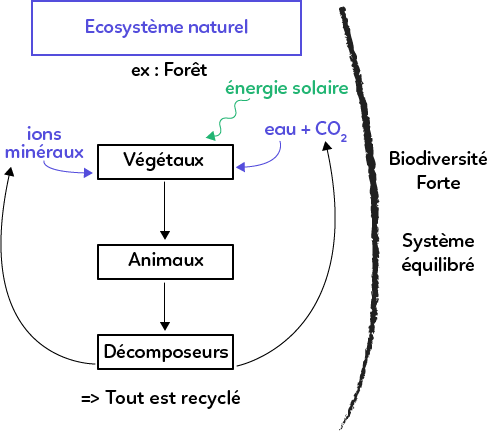 Ecosystème naturel
ex : Forêt
énergie solaire
ions
minéraux
eau + CO₂
Végétaux
Animaux
Décomposeurs
=> Tout est recyclé
Biodiversité
Forte
Système
équilibré